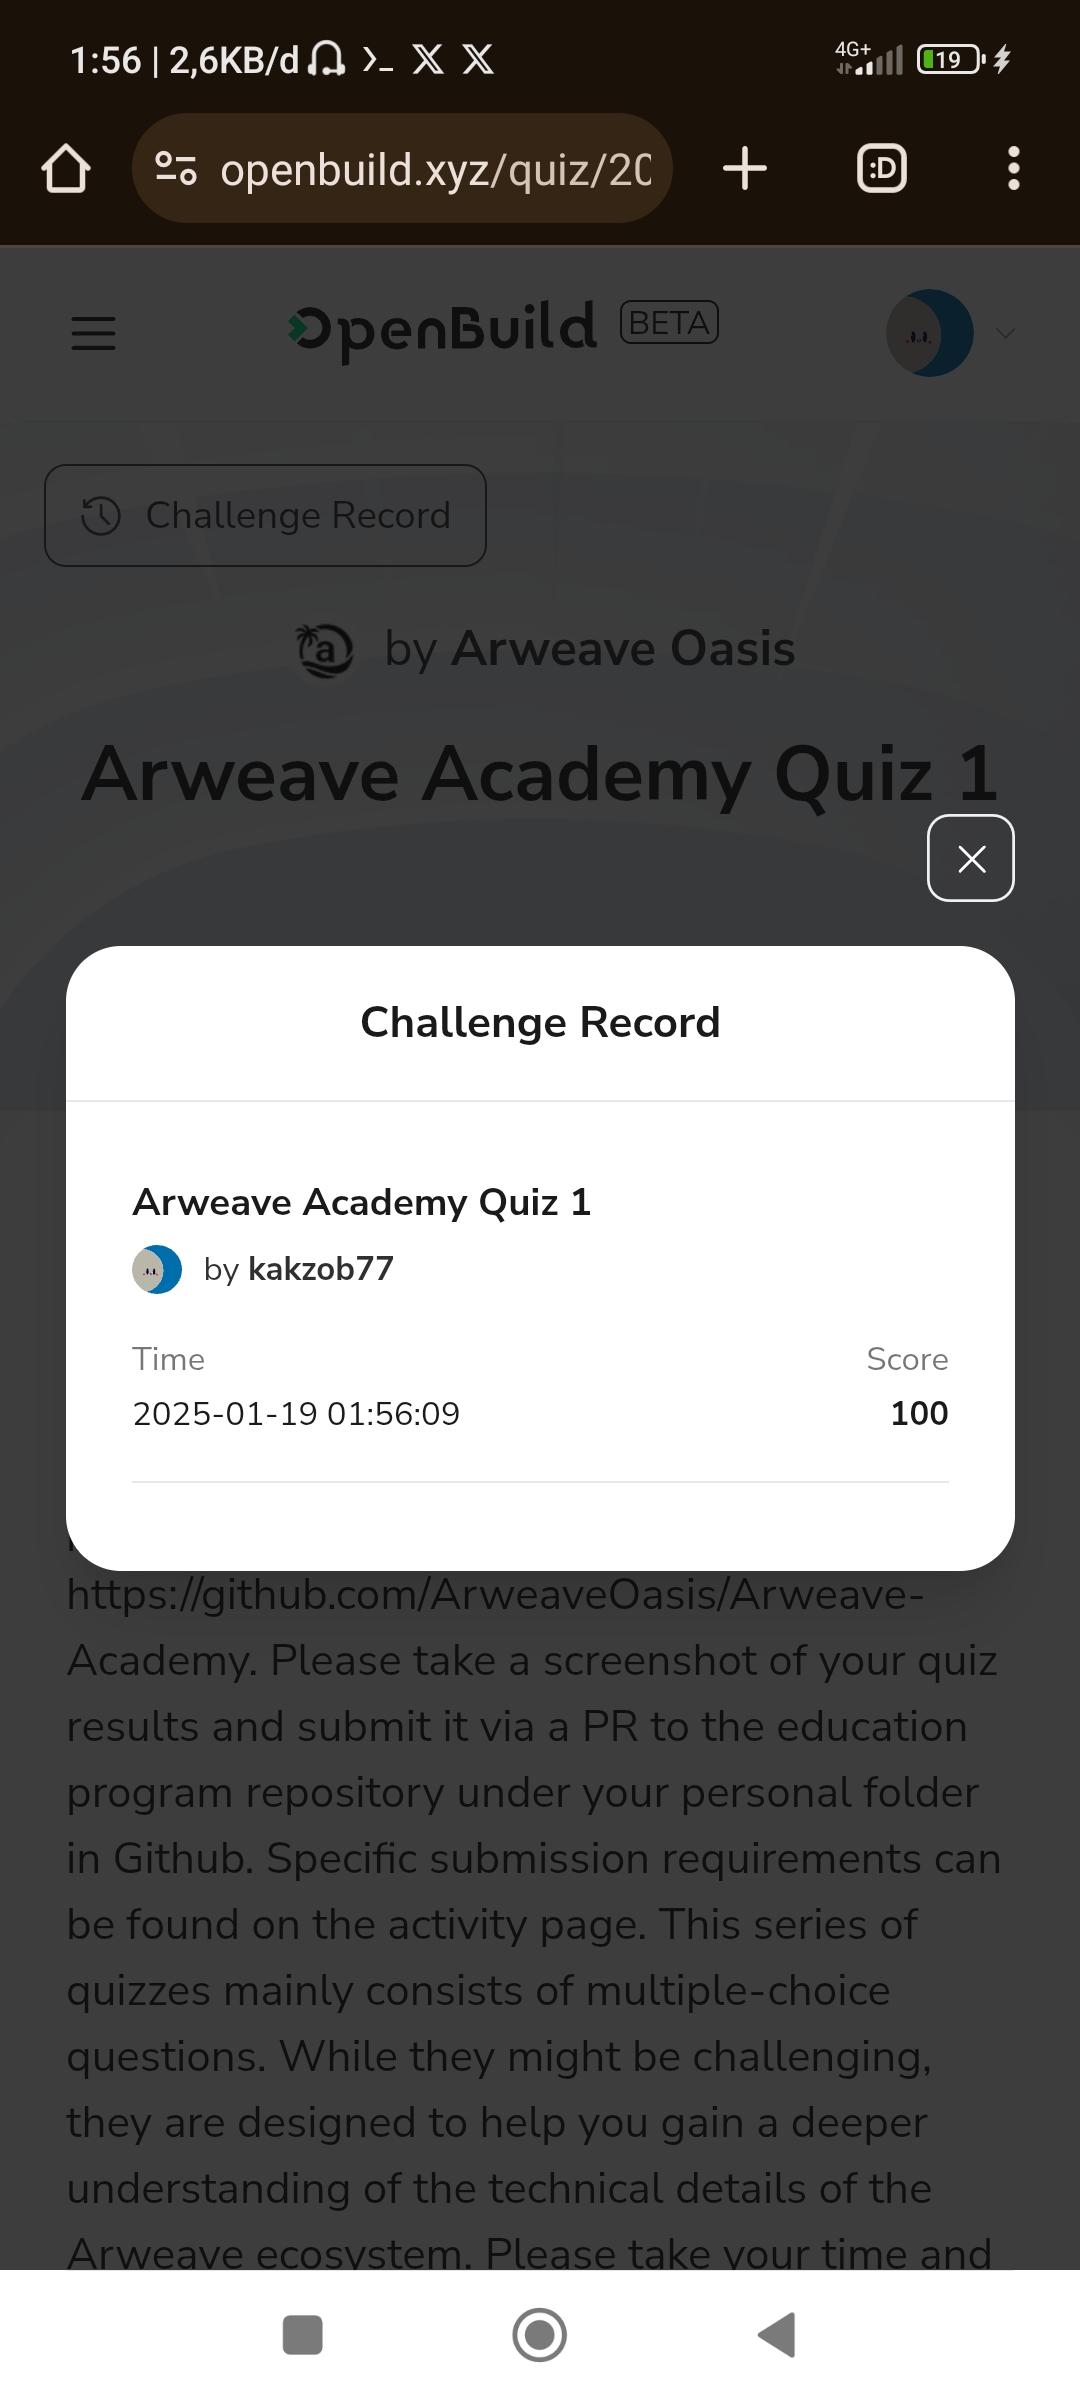 1:56 | 2,6KB/d
4G+
19
openbuild.xyz/quiz/20
:D
OpenBuild BETA
Challenge Record
by Arweave Oasis
Arweave Academy Quiz 1
Challenge Record
Arweave Academy Quiz 1
by kakzob77
Time Score
2025-01-19 01:56:09 100
https://github.com/ArweaveOasis/Arweave-
Academy. Please take a screenshot of your quiz
results and submit it via a PR to the education
program repository under your personal folder
in Github. Specific submission requirements can
be found on the activity page. This series of
quizzes mainly consists of multiple-choice
questions. While they might be challenging,
they are designed to help you gain a deeper
understanding of the technical details of the
Arweave ecosystem. Please take your time and